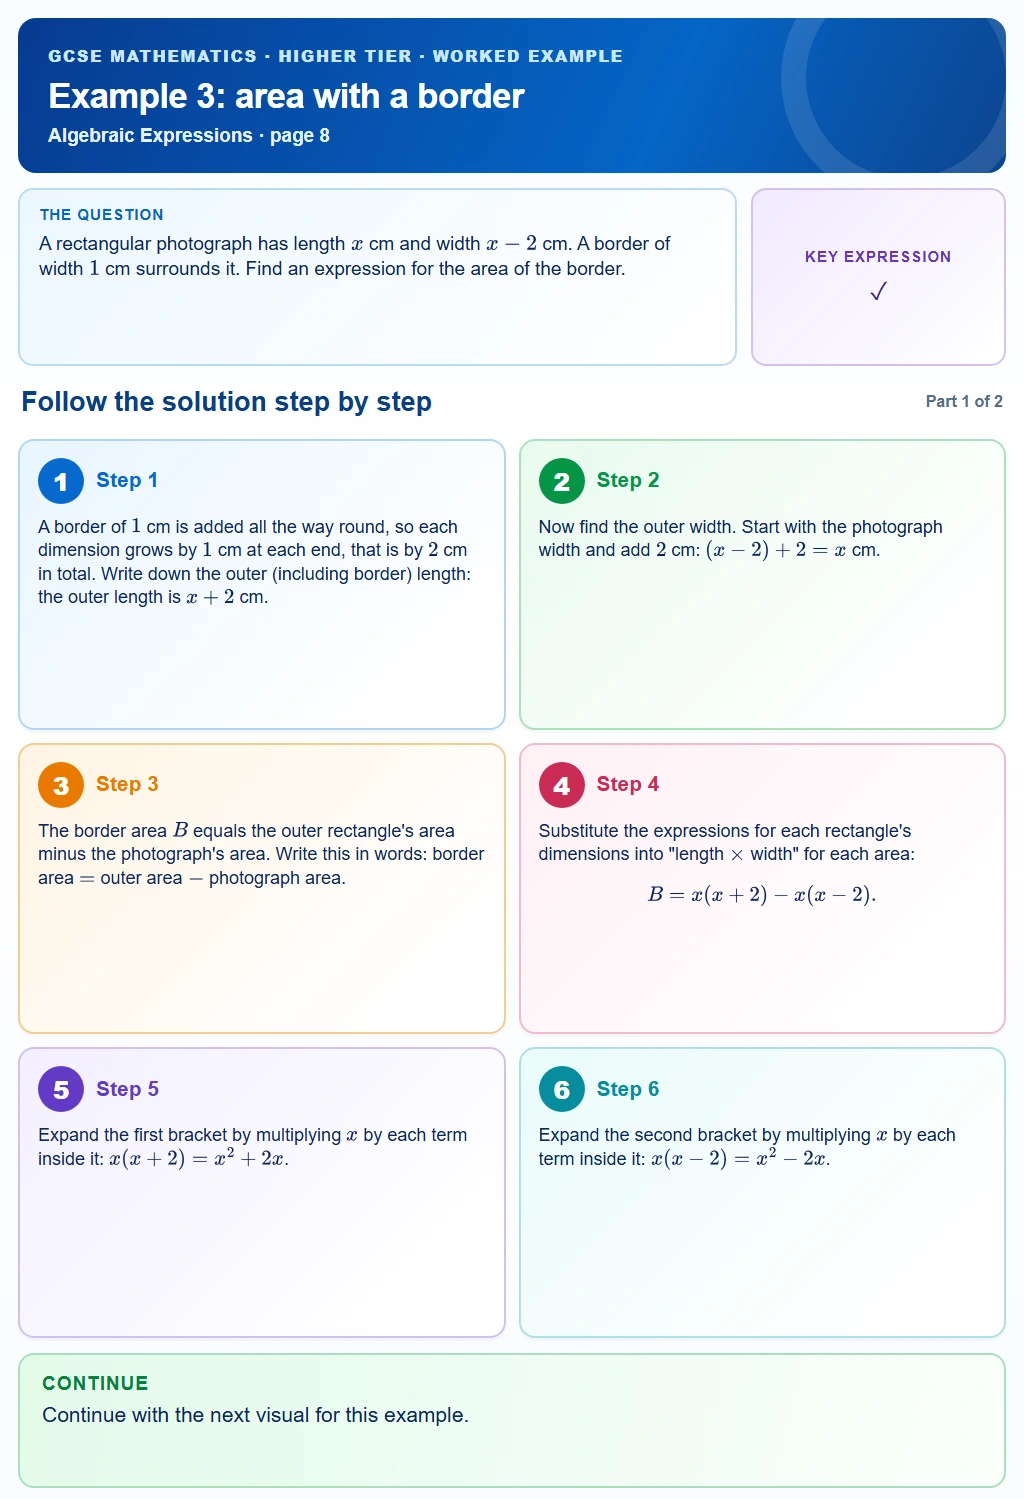 GCSE MATHEMATICS · HIGHER TIER · WORKED EXAMPLE
Example 3: area with a border
Algebraic Expressions · page 8
THE QUESTION
A rectangular photograph has length x cm and width x − 2 cm. A border of
width 1 cm surrounds it. Find an expression for the area of the border.
KEY EXPRESSION
✓
Follow the solution step by step
Part 1 of 2
1 Step 1
A border of 1 cm is added all the way round, so each
dimension grows by 1 cm at each end, that is by 2 cm
in total. Write down the outer (including border) length:
the outer length is x + 2 cm.
2 Step 2
Now find the outer width. Start with the photograph
width and add 2 cm: (x − 2) + 2 = x cm.
3 Step 3
The border area B equals the outer rectangle's area
minus the photograph's area. Write this in words: border
area = outer area − photograph area.
4 Step 4
Substitute the expressions for each rectangle's
dimensions into "length × width" for each area:
B = x(x + 2) − x(x − 2).
5 Step 5
Expand the first bracket by multiplying x by each term
inside it: x(x + 2) = x² + 2x.
6 Step 6
Expand the second bracket by multiplying x by each
term inside it: x(x − 2) = x² − 2x.
CONTINUE
Continue with the next visual for this example.